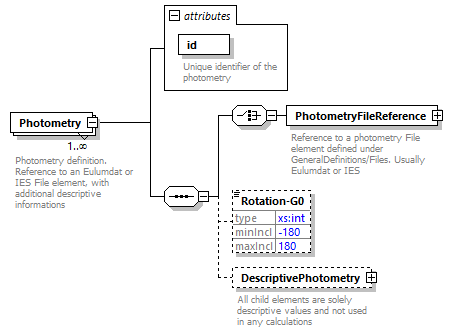 attributes
id
Unique identifier of the
photometry
Photometry
1..∞
Photometry definition.
Reference to an Eulumdat or
IES File element, with
additional descriptive
informations
PhotometryFileReference
Reference to a photometry File
element defined under
GeneralDefinitions/Files. Usually
Eulumdat or IES
Rotation-G0
type xs:int
minIncl -180
maxIncl 180
DescriptivePhotometry
All child elements are solely
descriptive values and not used
in any calculations